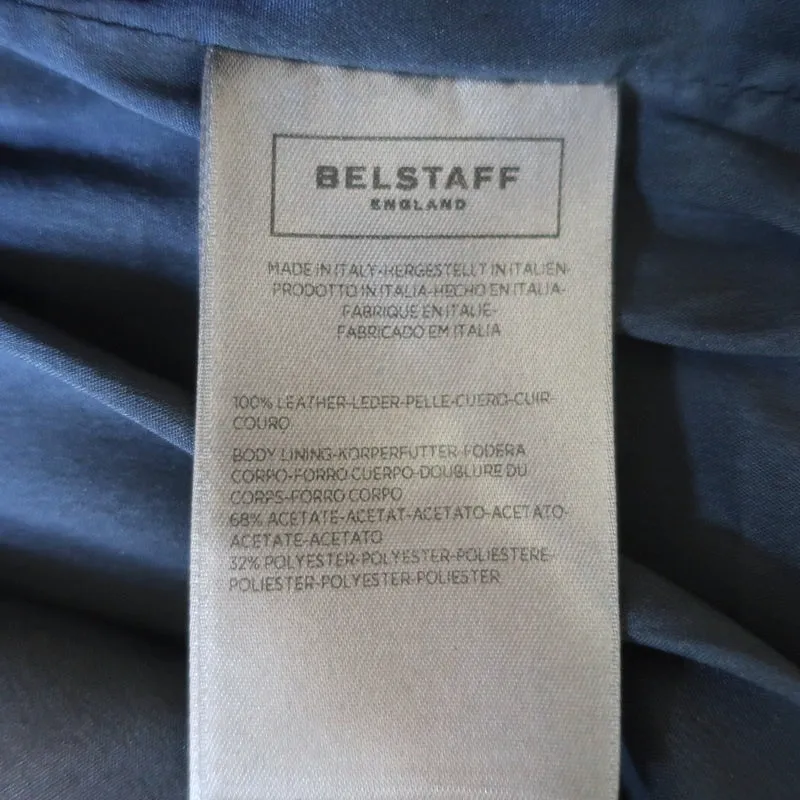 BELSTAFF
ENGLAND
MADE IN ITALY-HERGESTELLT IN ITALIEN-
PRODOTTO IN ITALIA-HECHO EN ITALIA-
FABRIQUE EN ITALIE-
FABRICADO EM ITALIA
100% LEATHER-LEDER-PELLE-CUERO-CUIR-
COURO
BODY LINING-KÖRPERFUTTER-FODERA
CORPO-FORRO CUERPO-DOUBLURE DU
CORPS-FORRO CORPO
68% ACETATE-ACETAT-ACETATO-ACETATO-
ACETATE-ACETATO
32% POLYESTER-POLYESTER-POLIESTERE-
POLIESTER-POLYESTER-POLIESTER